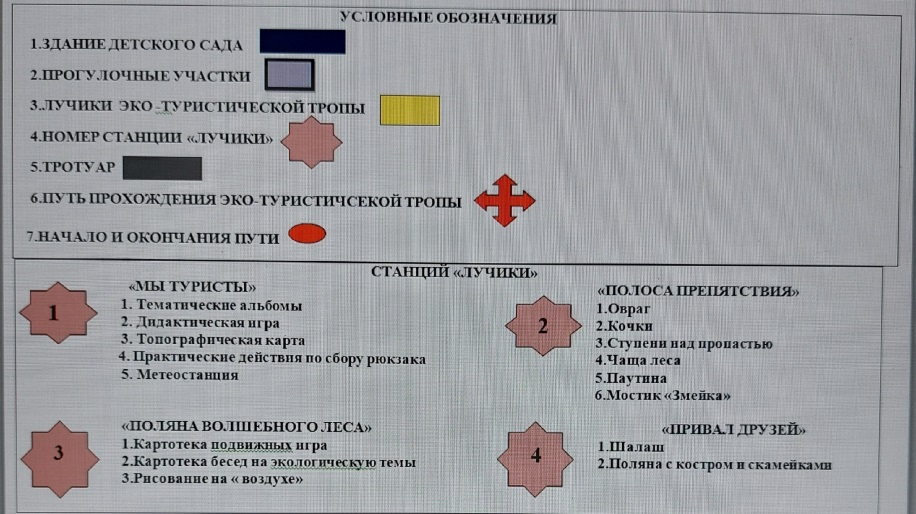 УСЛОВНЫЕ ОБОЗНАЧЕНИЯ
1.ЗДАНИЕ ДЕТСКОГО САДА
2.ПРОГУЛОЧНЫЕ УЧАСТКИ
3.ЛУЧИКИ ЭКО -ТУРИСТИЧЕСКОЙ ТРОПЫ
4.НОМЕР СТАНЦИИ «ЛУЧИКИ»
5.ТРОТУАР
6.ПУТЬ ПРОХОЖДЕНИЯ ЭКО-ТУРИСТИЧСЕКОЙ ТРОПЫ
7.НАЧАЛО И ОКОНЧАНИЯ ПУТИ
СТАНЦИЙ «ЛУЧИКИ»
1
«МЫ ТУРИСТЫ»
1. Тематические альбомы
2. Дидактическая игра
3. Топографическая карта
4. Практические действия по сбору рюкзака
5. Метеостанция
2
«ПОЛОСА ПРЕПЯТСТВИЯ»
1.Овраг
2.Кочки
3.Ступени над пропастью
4.Чаща леса
5.Паутина
6.Мостик «Змейка»
3
«ПОЛЯНА ВОЛШЕБНОГО ЛЕСА»
1.Картотека подвижных игра
2.Картотека бесед на экологическую темы
3.Рисование на « воздухе»
4
«ПРИВАЛ ДРУЗЕЙ»
1.Шалаш
2.Поляна с костром и скамейками